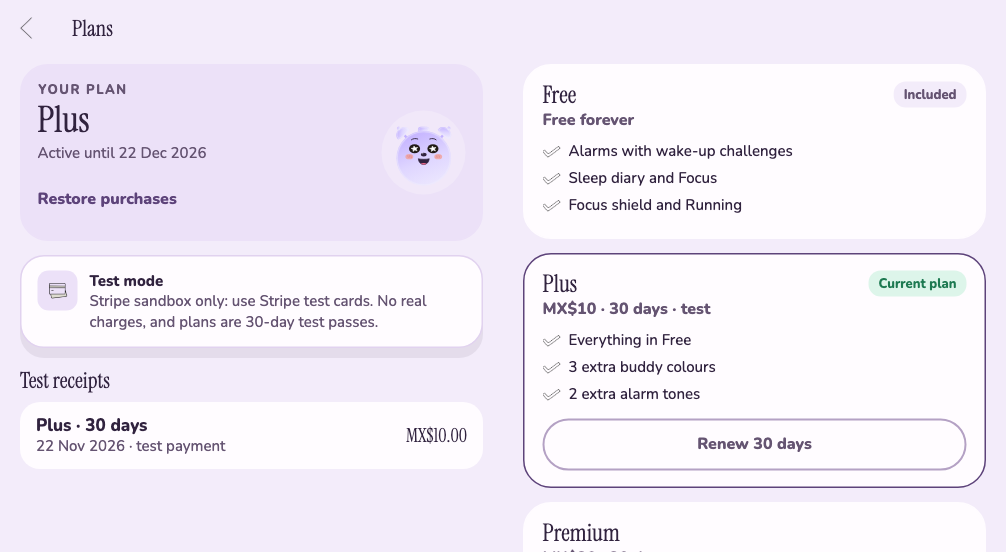 Plans
YOUR PLAN
Plus
Active until 22 Dec 2026
Restore purchases
Test mode
Stripe sandbox only: use Stripe test cards. No real
charges, and plans are 30-day test passes.
Test receipts
Plus · 30 days
22 Nov 2026 · test payment
MX$10.00
Free
Included
Free forever
Alarms with wake-up challenges
Sleep diary and Focus
Focus shield and Running
Plus
Current plan
MX$10 · 30 days · test
Everything in Free
3 extra buddy colours
2 extra alarm tones
Renew 30 days
Premium